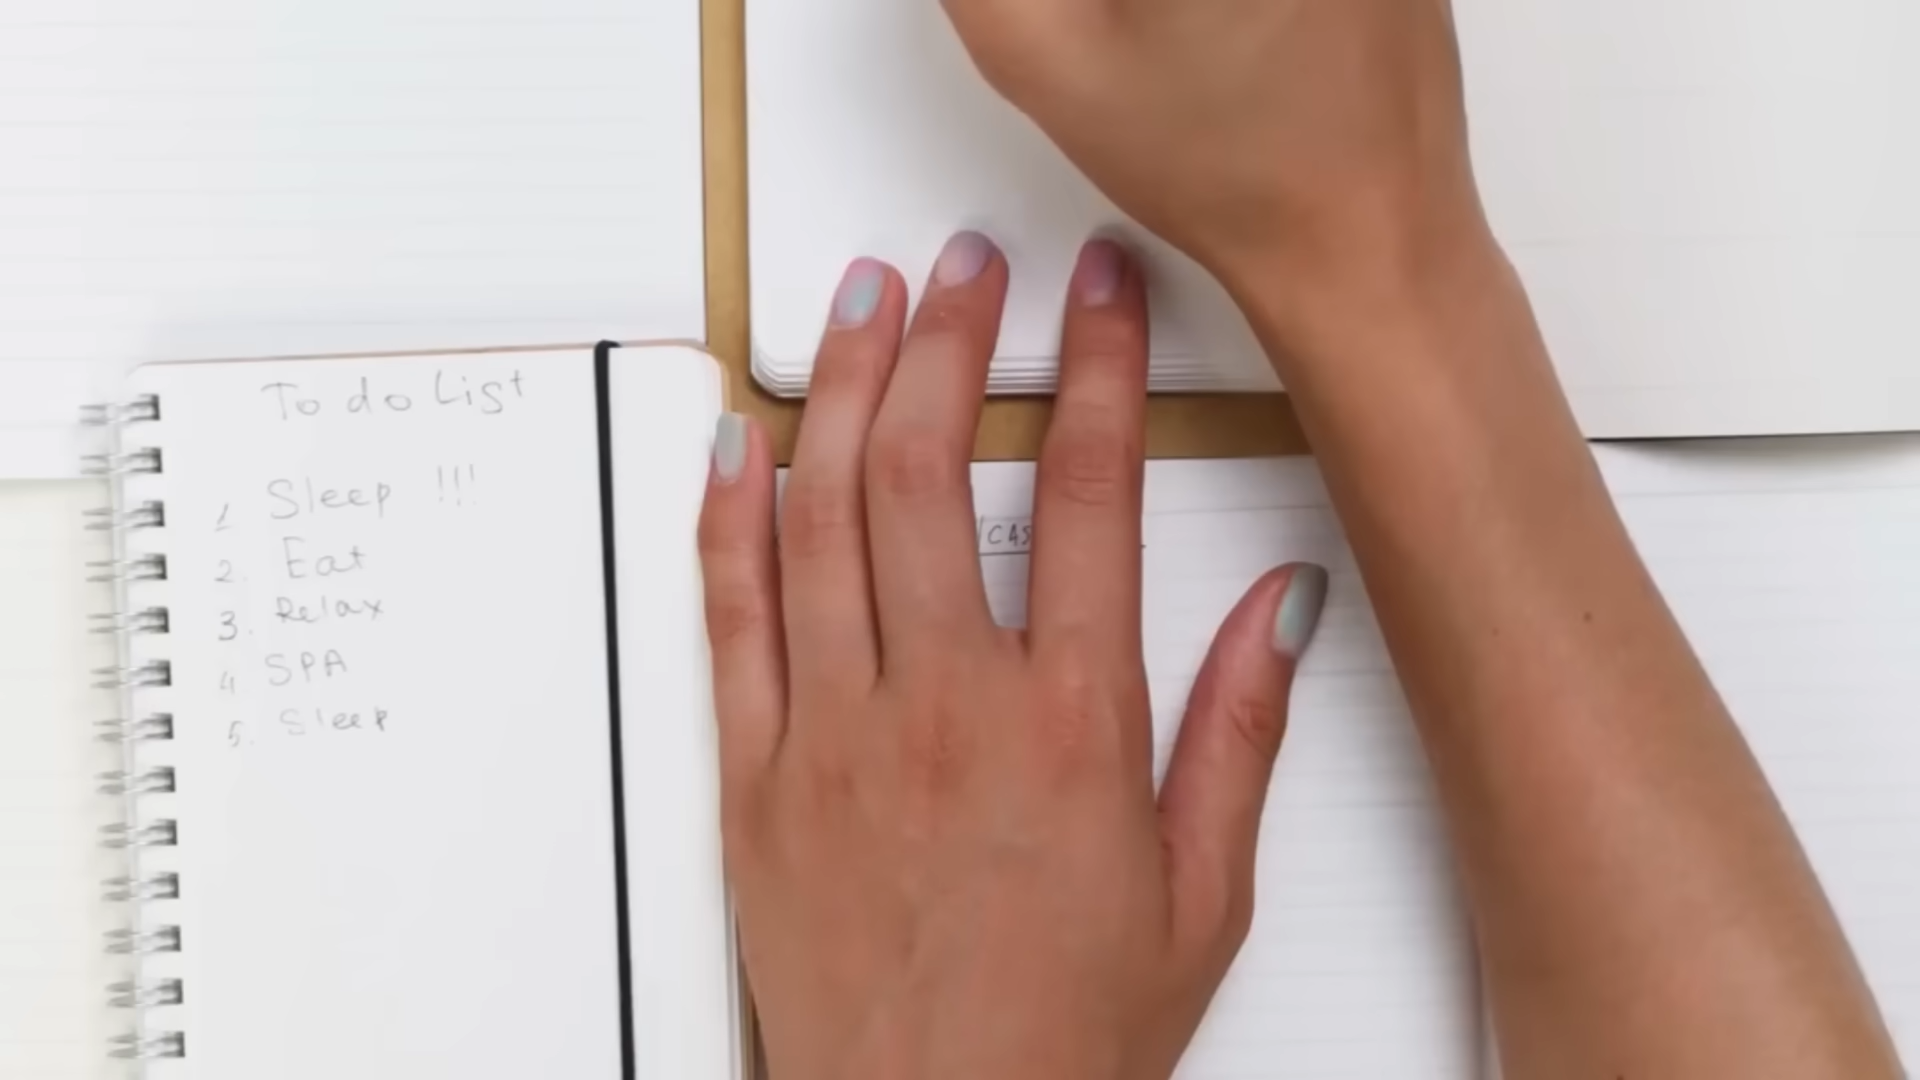 To do List
1 Sleep !!!
2. Eat
3. Relax
4 SPA
5. Sleep